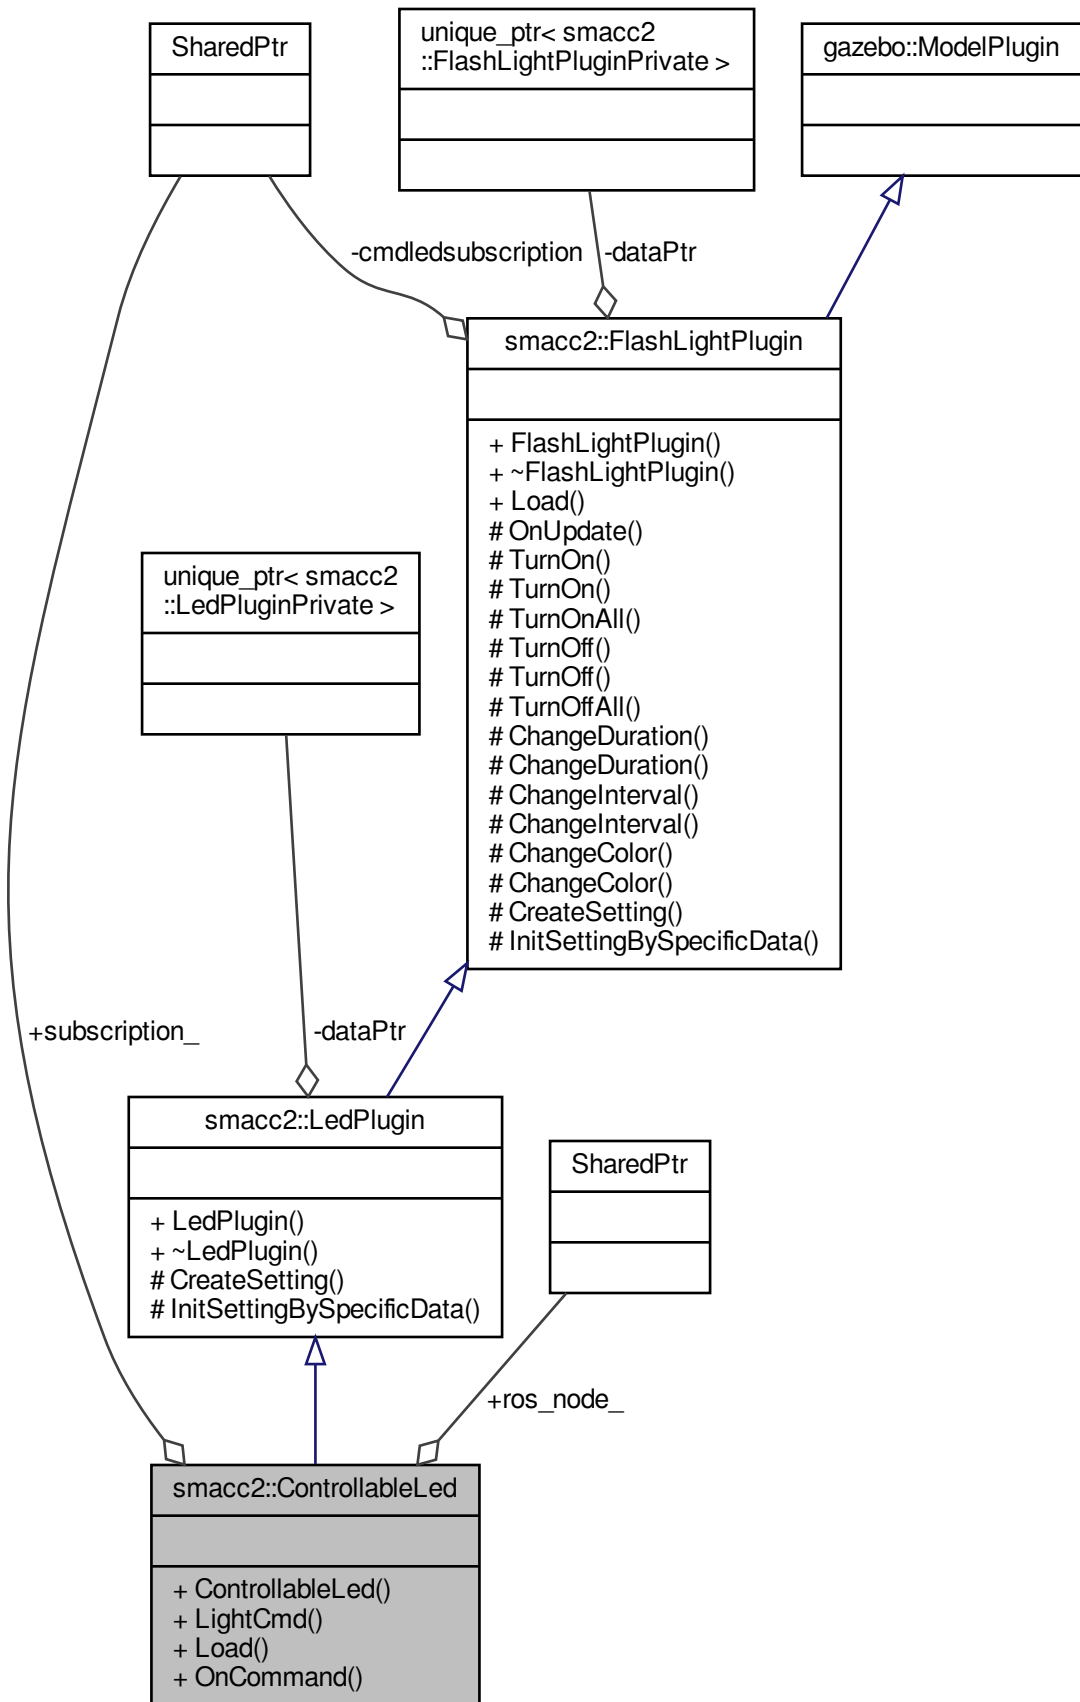 SharedPtr
unique_ptr< smacc2
::FlashLightPluginPrivate >
gazebo::ModelPlugin
-cmdledsubscription
-dataPtr
smacc2::FlashLightPlugin
+ FlashLightPlugin()
+ ~FlashLightPlugin()
+ Load()
# OnUpdate()
# TurnOn()
# TurnOn()
# TurnOnAll()
# TurnOff()
# TurnOff()
# TurnOffAll()
# ChangeDuration()
# ChangeDuration()
# ChangeInterval()
# ChangeInterval()
# ChangeColor()
# ChangeColor()
# CreateSetting()
# InitSettingBySpecificData()
unique_ptr< smacc2
::LedPluginPrivate >
+subscription_
-dataPtr
smacc2::LedPlugin
+ LedPlugin()
+ ~LedPlugin()
# CreateSetting()
# InitSettingBySpecificData()
SharedPtr
+ros_node_
smacc2::ControllableLed
+ ControllableLed()
+ LightCmd()
+ Load()
+ OnCommand()